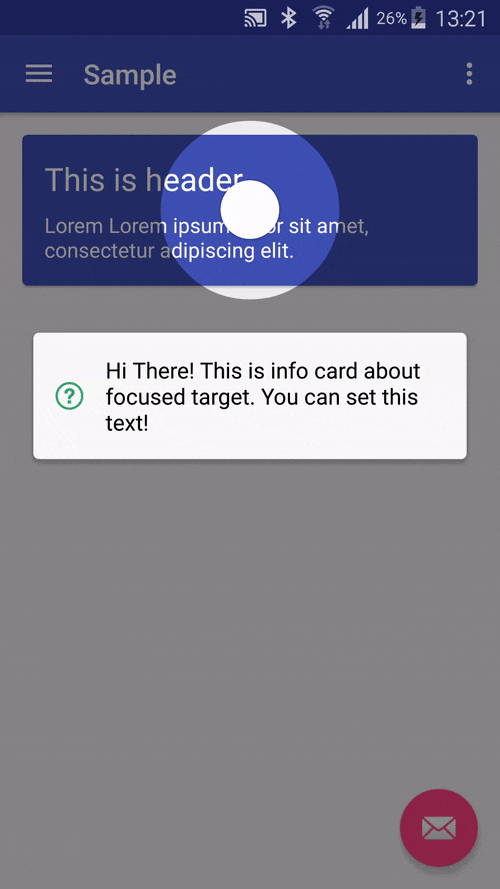 26% 13:21
Sample
This is header
Lorem Lorem ipsum sit amet,
consectetur adipiscing elit.
Hi There! This is info card about
focused target. You can set this
text!